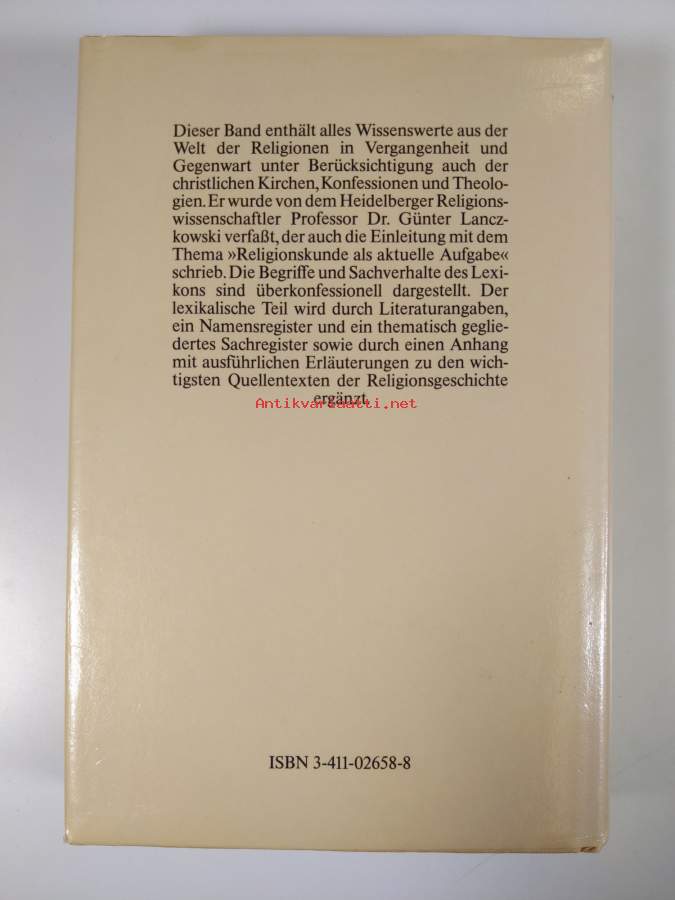 Dieser Band enthält alles Wissenswerte aus der
Welt der Religionen in Vergangenheit und
Gegenwart unter Berücksichtigung auch der
christlichen Kirchen, Konfessionen und Theolo-
gien. Er wurde von dem Heidelberger Religions-
wissenschaftler Professor Dr. Günter Lancz-
kowski verfaßt, der auch die Einleitung mit dem
Thema »Religionskunde als aktuelle Aufgabe«
schrieb. Die Begriffe und Sachverhalte des Lexi-
kons sind überkonfessionell dargestellt. Der
lexikalische Teil wird durch Literaturangaben,
ein Namensregister und ein thematisch geglie-
dertes Sachregister sowie durch einen Anhang
mit ausführlichen Erläuterungen zu den wich-
tigsten Quellentexten der Religionsgeschichte
ergänzt.
Antikvariaatti.net
ISBN 3-411-02658-8